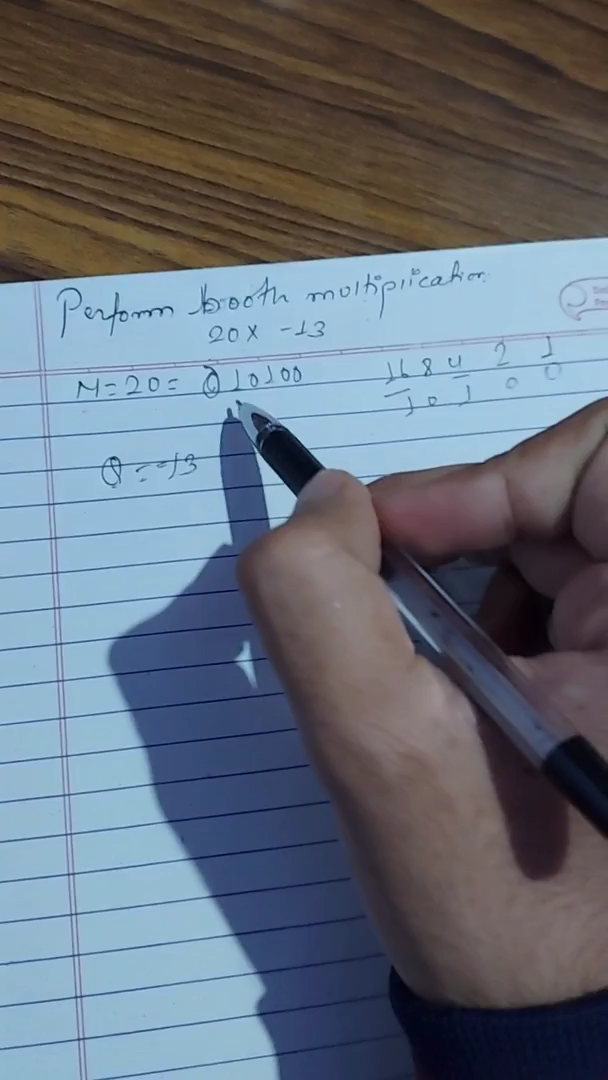 Perform booth multiplication
20 x -13
M = 20 = 010100
16 8 4 2 1
1 0 1 0 0
Q = -13